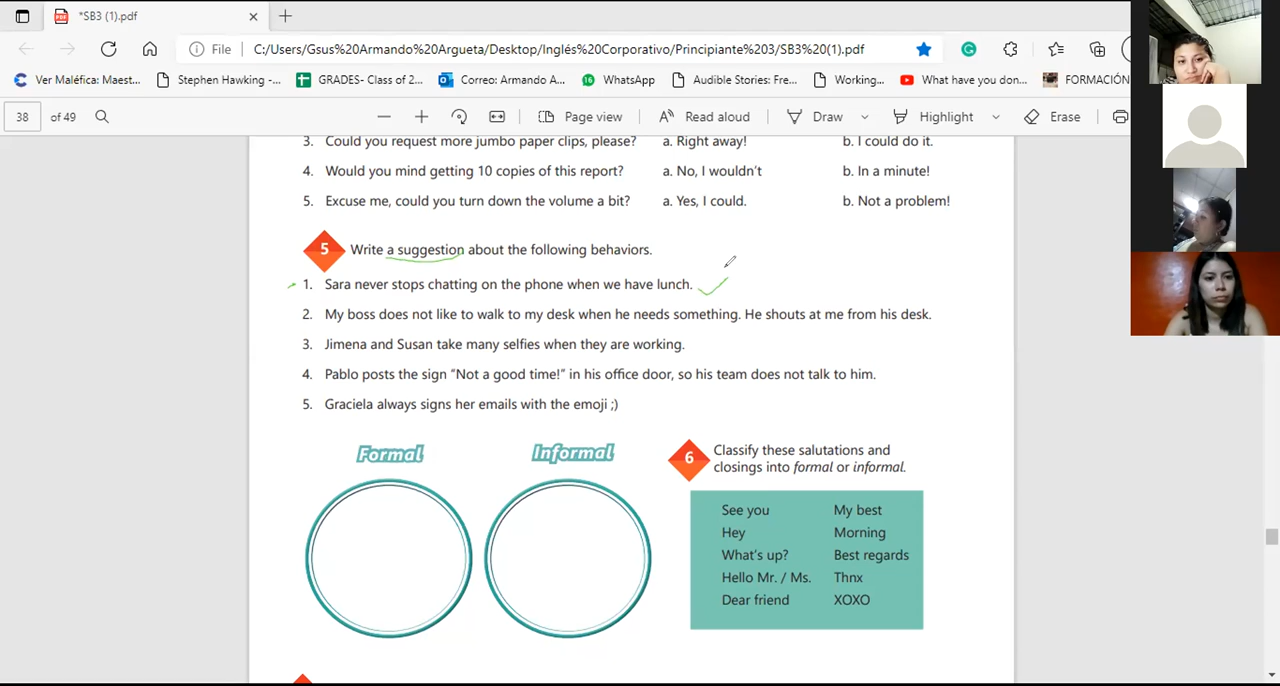 *SB3 (1).pdf
File C:/Users/Gsus%20Armando%20Argueta/Desktop/Inglés%20Corporativo/Principiante%203/SB3%20(1).pdf
Ver Maléfica: Maest... Stephen Hawking -... GRADES- Class of 2... Correo: Armando A... WhatsApp Audible Stories: Fre... Working... What have you don... FORMACIÓN
38 of 49 Page view Read aloud Draw Highlight Erase
3. Could you request more jumbo paper clips, please? a. Right away! b. I could do it.
4. Would you mind getting 10 copies of this report? a. No, I wouldn't b. In a minute!
5. Excuse me, could you turn down the volume a bit? a. Yes, I could. b. Not a problem!
5 Write a suggestion about the following behaviors.
1. Sara never stops chatting on the phone when we have lunch.
2. My boss does not like to walk to my desk when he needs something. He shouts at me from his desk.
3. Jimena and Susan take many selfies when they are working.
4. Pablo posts the sign “Not a good time!” in his office door, so his team does not talk to him.
5. Graciela always signs her emails with the emoji ;)
Formal Informal
6 Classify these salutations and
closings into formal or informal.
See you My best
Hey Morning
What's up? Best regards
Hello Mr. / Ms. Thnx
Dear friend XOXO